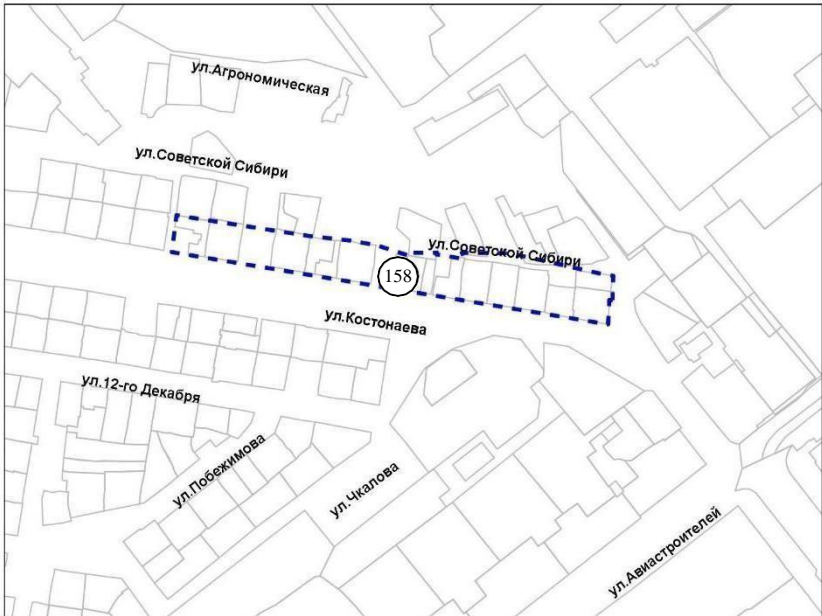 ул.Агрономическая
ул.Советской Сибири
ул.Советской Сибири
158
ул.Костонаева
ул.12-го Декабря
ул.Побежимова
ул.Чкалова
ул.Авиастроителей